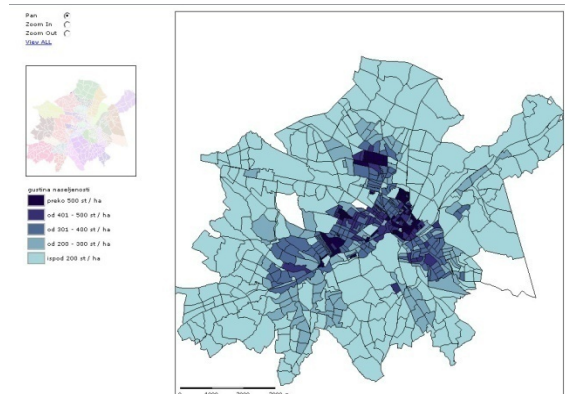 Pan
Zoom In
Zoom Out
View ALL
gustina naseljenosti
preko 500 st / ha
od 401 - 500 st / ha
od 301 - 400 st / ha
od 200 - 300 st / ha
ispod 200 st / ha
0